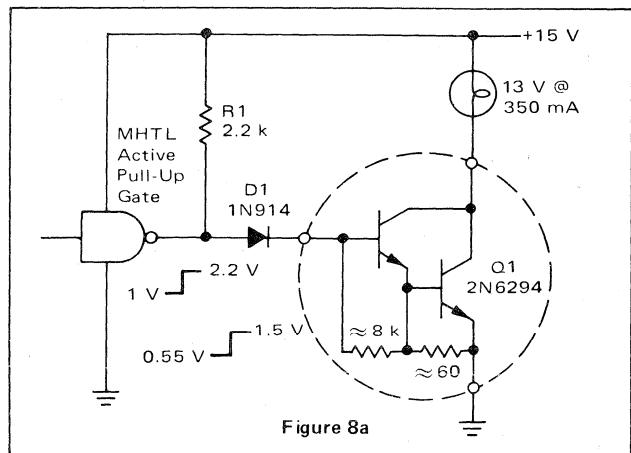 +15 V
13 V @
350 mA
R1
2.2 k
MHTL
Active
Pull-Up
Gate
D1
1N914
Q1
2N6294
2.2 V
1 V
1.5 V
0.55 V
≈ 8 k
≈ 60
Figure 8a